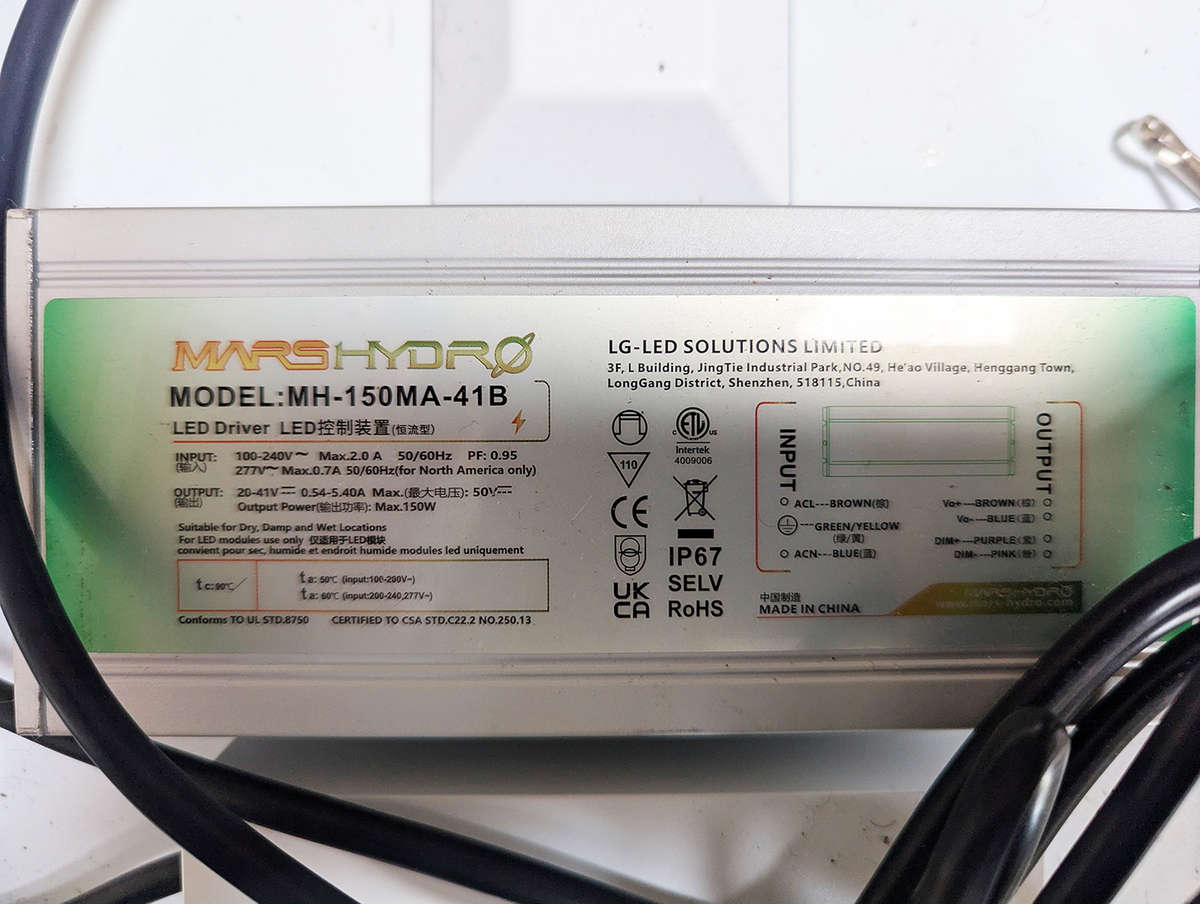 MARSHYDRO
MODEL:MH-150MA-41B
LED Driver LED控制装置(恒流型)
INPUT: 100-240V~ Max.2.0 A 50/60Hz PF: 0.95
(输入) 277V~Max.0.7A 50/60Hz(for North America only)
OUTPUT: 20-41V⎓ 0.54-5.40A Max.(最大电压): 50V⎓
(输出) Output Power(输出功率): Max.150W
Suitable for Dry, Damp and Wet Locations
For LED modules use only 仅适用于LED模块
convient pour sec, humide et endroit humide modules led uniquement
tc:90℃
ta: 50℃ (input:100-200V~)
ta: 60℃ (input:200-240,277V~)
Conforms TO UL STD.8750 CERTIFIED TO CSA STD.C22.2 NO.250.13
LG-LED SOLUTIONS LIMITED
3F, L Building, JingTie Industrial Park,NO.49, He'ao Village, Henggang Town,
LongGang District, Shenzhen, 518115,China
c ETL us
Intertek
4009006
110
CE
IP67
UK
CA
SELV
RoHS
INPUT
ACL---BROWN(棕)
---GREEN/YELLOW
(绿/黄)
ACN---BLUE(蓝)
OUTPUT
Vo+---BROWN(棕)
Vo---BLUE(蓝)
DIM+---PURPLE(紫)
DIM----PINK(粉)
中国制造
MADE IN CHINA
MARSHYDRO
www.mars-hydro.com